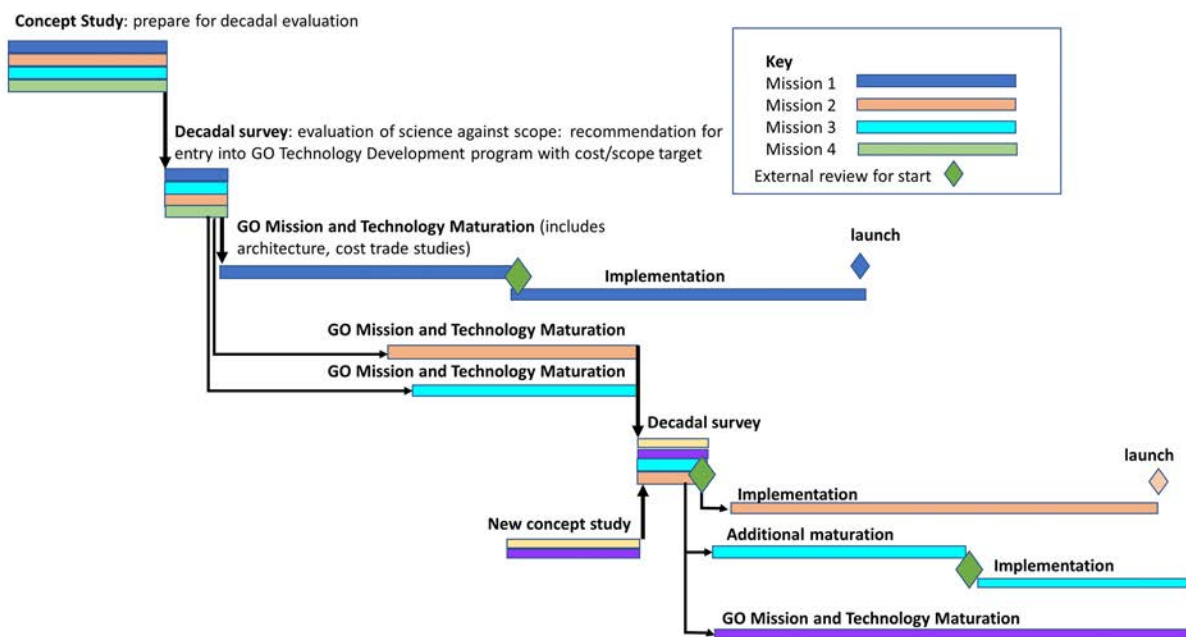 Concept Study: prepare for decadal evaluation
Key
Mission 1
Mission 2
Mission 3
Mission 4
External review for start
Decadal survey: evaluation of science against scope: recommendation for
entry into GO Technology Development program with cost/scope target
GO Mission and Technology Maturation (includes
architecture, cost trade studies)
launch
Implementation
GO Mission and Technology Maturation
GO Mission and Technology Maturation
Decadal survey
launch
Implementation
New concept study
Additional maturation
Implementation
GO Mission and Technology Maturation